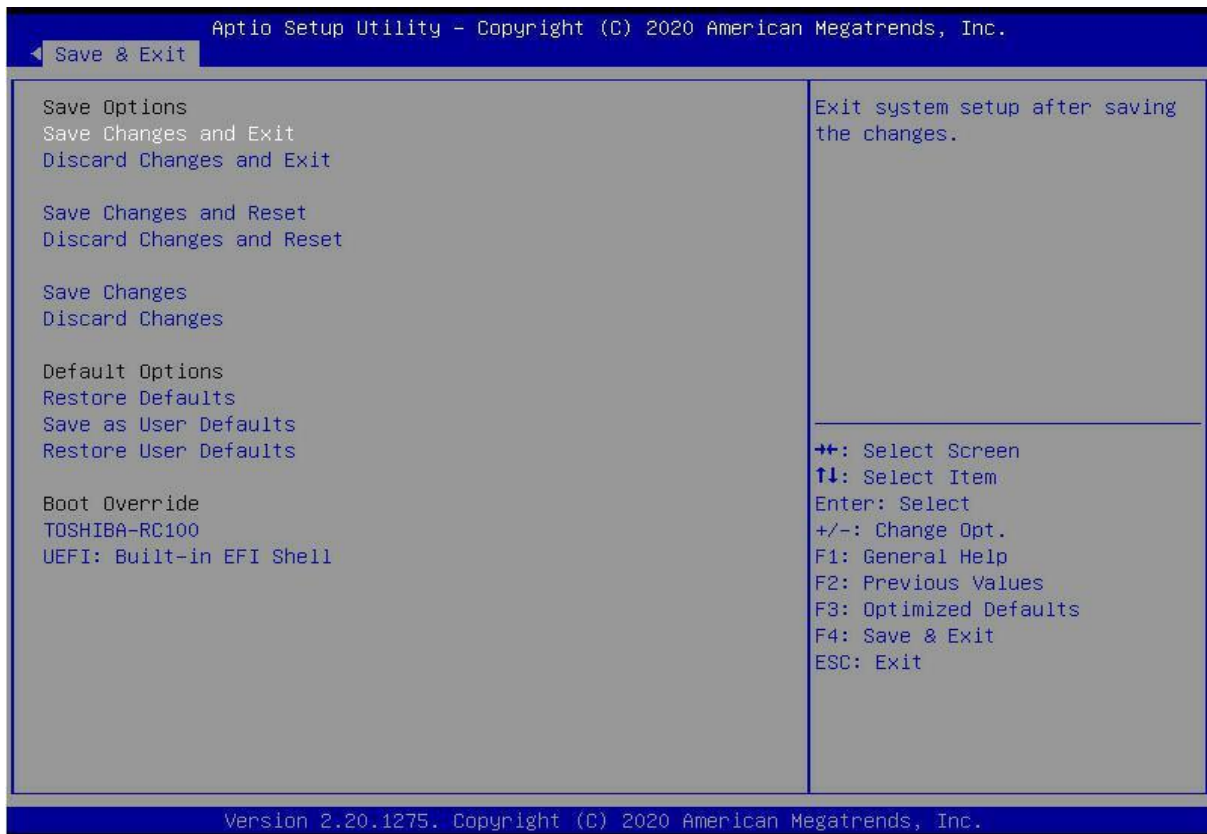 Aptio Setup Utility – Copyright (C) 2020 American Megatrends, Inc.
Save & Exit
Save Options
Save Changes and Exit
Discard Changes and Exit
Save Changes and Reset
Discard Changes and Reset
Save Changes
Discard Changes
Default Options
Restore Defaults
Save as User Defaults
Restore User Defaults
Boot Override
TOSHIBA-RC100
UEFI: Built-in EFI Shell
Exit system setup after saving
the changes.
→←: Select Screen
↑↓: Select Item
Enter: Select
+/-: Change Opt.
F1: General Help
F2: Previous Values
F3: Optimized Defaults
F4: Save & Exit
ESC: Exit
Version 2.20.1275. Copyright (C) 2020 American Megatrends, Inc.